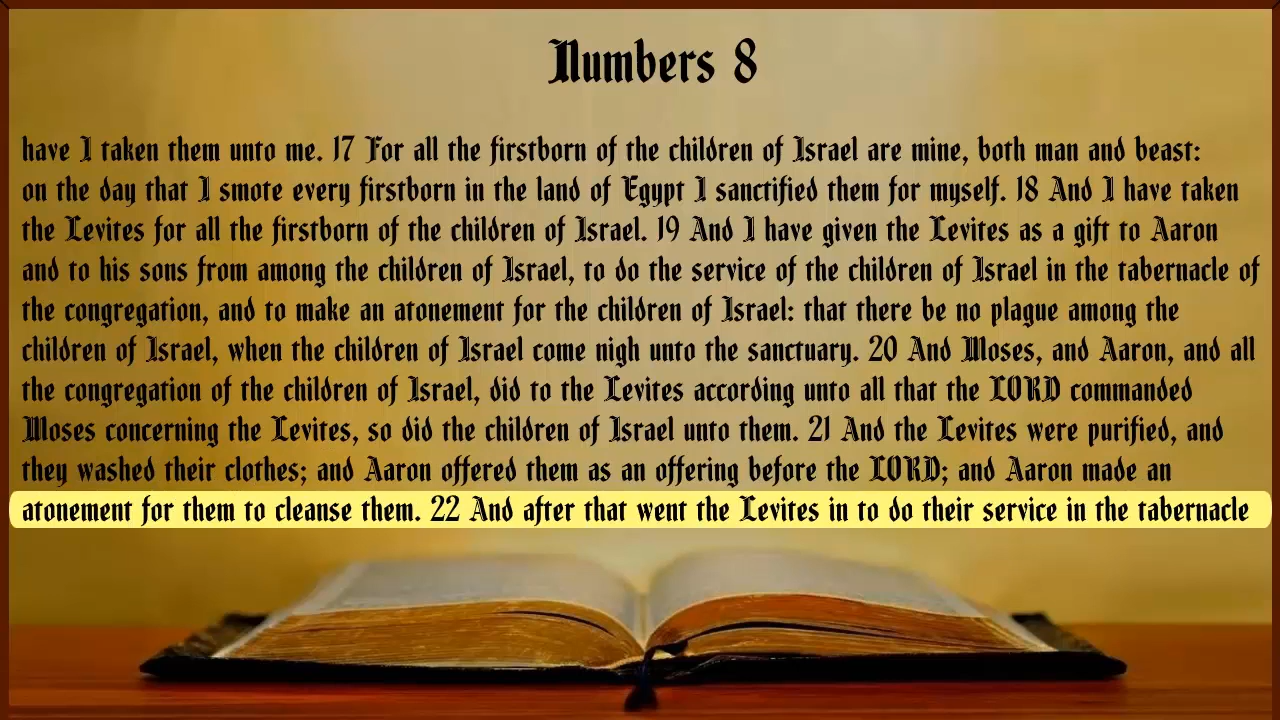 Numbers 8
have I taken them unto me. 17 For all the firstborn of the children of Israel are mine, both man and beast:
on the day that I smote every firstborn in the land of Egypt I sanctified them for myself. 18 And I have taken
the Levites for all the firstborn of the children of Israel. 19 And I have given the Levites as a gift to Aaron
and to his sons from among the children of Israel, to do the service of the children of Israel in the tabernacle of
the congregation, and to make an atonement for the children of Israel: that there be no plague among the
children of Israel, when the children of Israel come nigh unto the sanctuary. 20 And Moses, and Aaron, and all
the congregation of the children of Israel, did to the Levites according unto all that the LORD commanded
Moses concerning the Levites, so did the children of Israel unto them. 21 And the Levites were purified, and
they washed their clothes; and Aaron offered them as an offering before the LORD; and Aaron made an
atonement for them to cleanse them. 22 And after that went the Levites in to do their service in the tabernacle